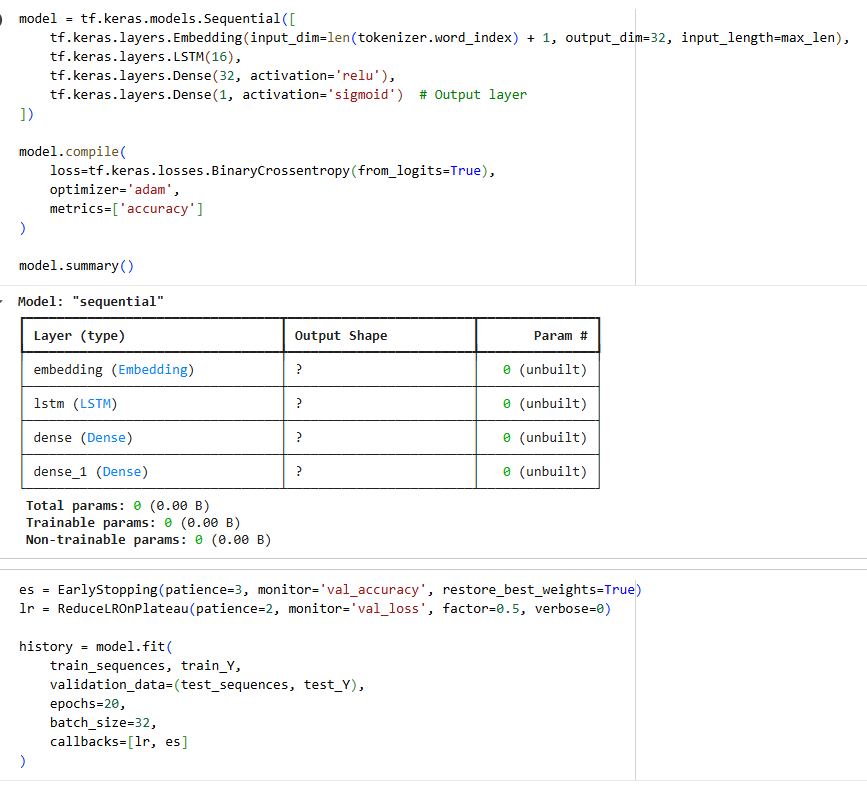 model = tf.keras.models.Sequential([
    tf.keras.layers.Embedding(input_dim=len(tokenizer.word_index) + 1, output_dim=32, input_length=max_len),
    tf.keras.layers.LSTM(16),
    tf.keras.layers.Dense(32, activation='relu'),
    tf.keras.layers.Dense(1, activation='sigmoid')  # Output layer
])
model.compile(
    loss=tf.keras.losses.BinaryCrossentropy(from_logits=True),
    optimizer='adam',
    metrics=['accuracy']
)
model.summary()
Model: "sequential"
Layer (type) Output Shape Param #
embedding (Embedding) ? 0 (unbuilt)
lstm (LSTM) ? 0 (unbuilt)
dense (Dense) ? 0 (unbuilt)
dense_1 (Dense) ? 0 (unbuilt)
Total params: 0 (0.00 B)
Trainable params: 0 (0.00 B)
Non-trainable params: 0 (0.00 B)
es = EarlyStopping(patience=3, monitor='val_accuracy', restore_best_weights=True)
lr = ReduceLROnPlateau(patience=2, monitor='val_loss', factor=0.5, verbose=0)
history = model.fit(
    train_sequences, train_Y,
    validation_data=(test_sequences, test_Y),
    epochs=20,
    batch_size=32,
    callbacks=[lr, es]
)